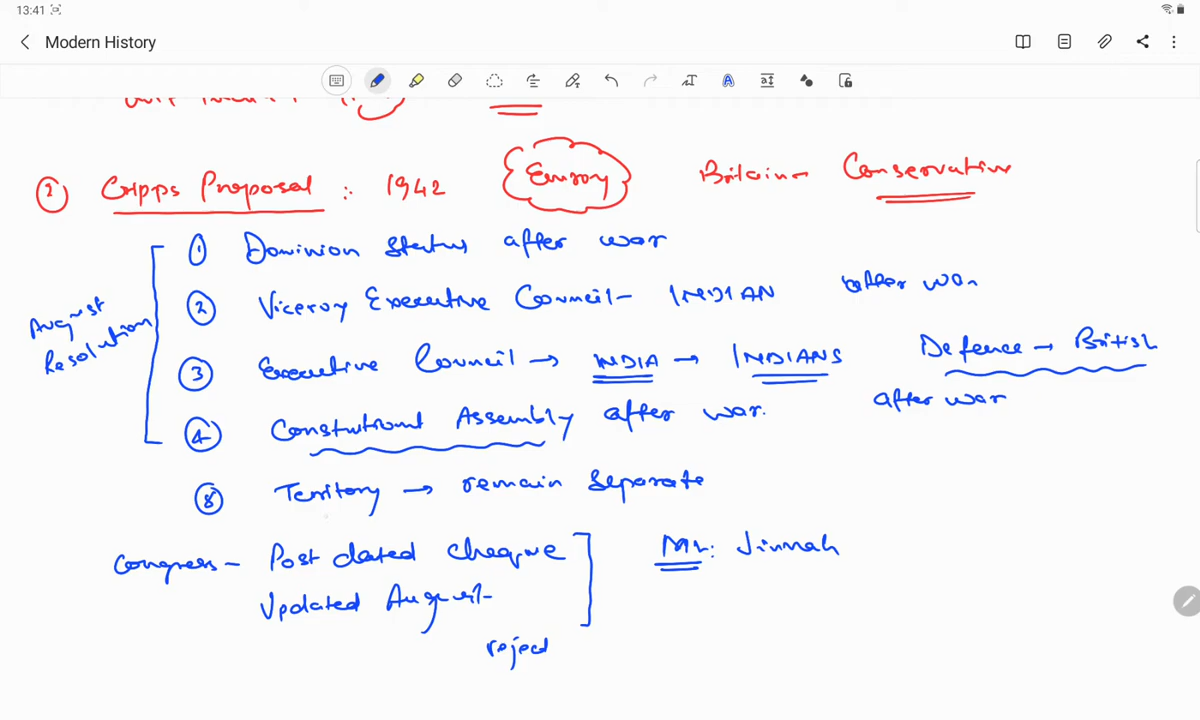 13:41
Modern History
② Cripps Proposal : 1942 Britain- Conservative
① Dominion Status after war
② Viceroy Executive Council- INDIAN after war
August Resolution
③ Executive Council → INDIA → INDIANS Defence → British
after war
④ Constitutiont Assembly after war.
⑧ Territory → remain Separate
Congress - Post dated cheque Mr: Jinnah
Updated August
reject